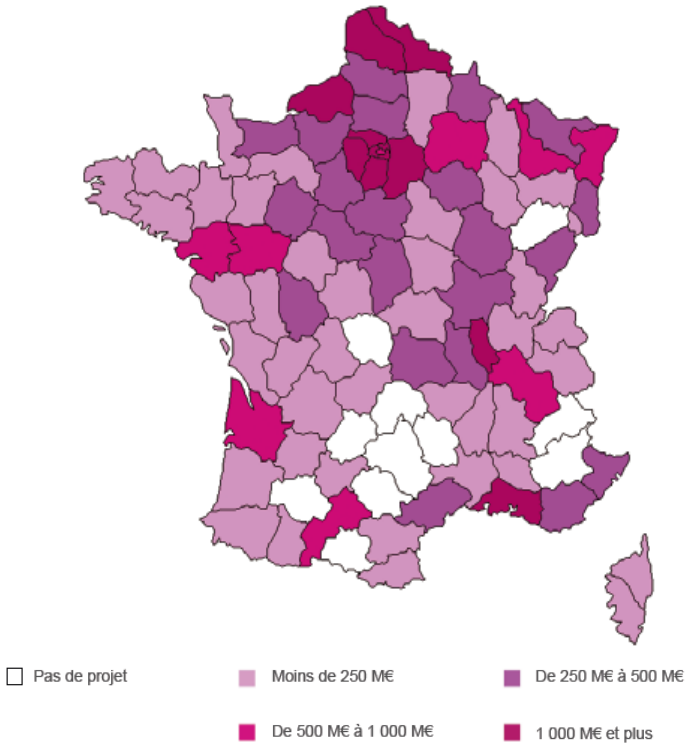 Pas de projet
Moins de 250 M€
De 250 M€ à 500 M€
De 500 M€ à 1 000 M€
1 000 M€ et plus